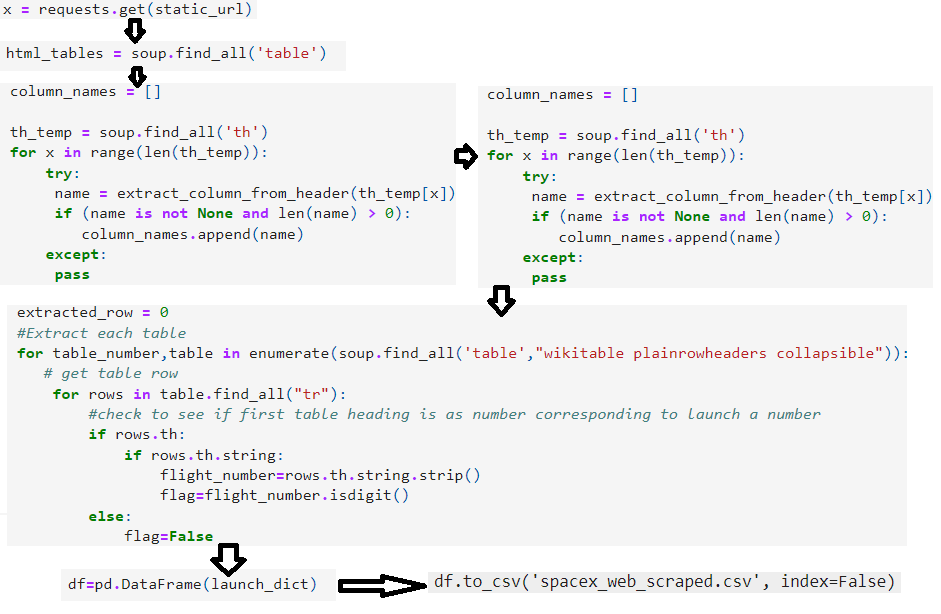 x = requests.get(static_url)
html_tables = soup.find_all('table')
column_names = []
th_temp = soup.find_all('th')
for x in range(len(th_temp)):
    try:
     name = extract_column_from_header(th_temp[x])
     if (name is not None and len(name) > 0):
        column_names.append(name)
    except:
     pass
column_names = []
th_temp = soup.find_all('th')
for x in range(len(th_temp)):
    try:
     name = extract_column_from_header(th_temp[x])
     if (name is not None and len(name) > 0):
        column_names.append(name)
    except:
     pass
extracted_row = 0
#Extract each table
for table_number,table in enumerate(soup.find_all('table',"wikitable plainrowheaders collapsible")):
   # get table row
    for rows in table.find_all("tr"):
        #check to see if first table heading is as number corresponding to launch a number
        if rows.th:
            if rows.th.string:
                flight_number=rows.th.string.strip()
                flag=flight_number.isdigit()
        else:
            flag=False
df=pd.DataFrame(launch_dict)
df.to_csv('spacex_web_scraped.csv', index=False)